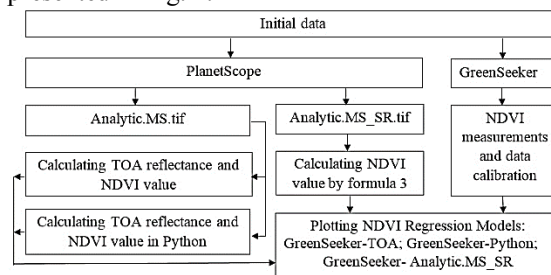 Initial data
PlanetScope
GreenSeeker
Analytic.MS.tif
Analytic.MS_SR.tif
NDVI
measurements
and data
calibration
Calculating TOA reflectance and
NDVI value
Calculating NDVI
value by formula 3
Calculating TOA reflectance and
NDVI value in Python
Plotting NDVI Regression Models:
GreenSeeker-TOA; GreenSeeker-Python;
GreenSeeker- Analytic.MS_SR